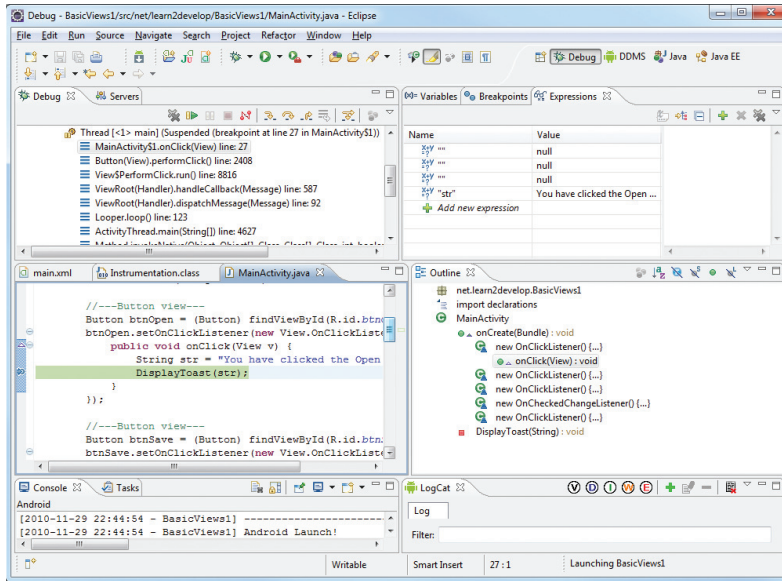 Debug - BasicViews1/src/net/learn2develop/BasicViews1/MainActivity.java - Eclipse
File Edit Run Source Navigate Search Project Refactor Window Help
Debug DDMS Java Java EE
Debug Servers
Thread [<1> main] (Suspended (breakpoint at line 27 in MainActivity$1))
MainActivity$1.onClick(View) line: 27
Button(View).performClick() line: 2408
View$PerformClick.run() line: 8816
ViewRoot(Handler).handleCallback(Message) line: 587
ViewRoot(Handler).dispatchMessage(Message) line: 92
Looper.loop() line: 123
ActivityThread.main(String[]) line: 4627
(x)= Variables Breakpoints Expressions
Name Value
"" null
"" null
"" null
"str" You have clicked the Open ...
Add new expression
main.xml Instrumentation.class MainActivity.java
//---Button view---
Button btnOpen = (Button) findViewById(R.id.btno
btnOpen.setOnClickListener(new View.OnClickListe
public void onClick(View v) {
String str = "You have clicked the Open
DisplayToast(str);
}
});
//---Button view---
Button btnSave = (Button) findViewById(R.id.btn
btnSave.setOnClickListener(new View.OnClickListe
Outline
net.learn2develop.BasicViews1
import declarations
MainActivity
onCreate(Bundle) : void
new OnClickListener() {...}
onClick(View) : void
new OnClickListener() {...}
new OnClickListener() {...}
new OnCheckedChangeListener() {...}
new OnClickListener() {...}
DisplayToast(String) : void
Console Tasks
Android
[2010-11-29 22:44:54 - BasicViews1] ------------------------------
[2010-11-29 22:44:54 - BasicViews1] Android Launch!
LogCat
V D I W E
Log
Filter:
Writable Smart Insert 27 : 1 Launching BasicViews1